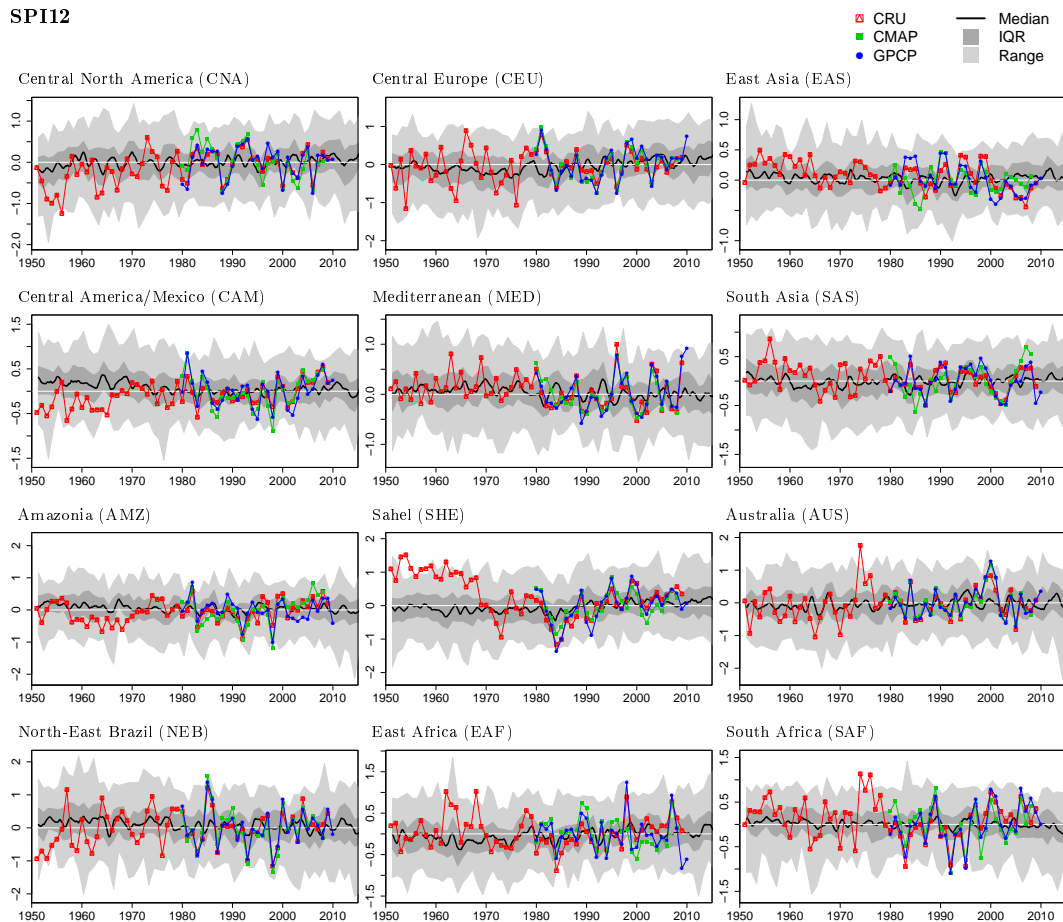 SPI12
CRU Median
CMAP IQR
GPCP Range
Central North America (CNA) Central Europe (CEU) East Asia (EAS)
1.0
0.0
−1.0
−2.0
1950 1960 1970 1980 1990 2000 2010
1
0
−1
−2
1950 1960 1970 1980 1990 2000 2010
1.0
0.5
0.0
−1.0
1950 1960 1970 1980 1990 2000 2010
Central America/Mexico (CAM) Mediterranean (MED) South Asia (SAS)
1.5
0.5
−0.5
−1.5
1950 1960 1970 1980 1990 2000 2010
1.0
0.0
−1.0
1950 1960 1970 1980 1990 2000 2010
0.5
−0.5
−1.5
1950 1960 1970 1980 1990 2000 2010
Amazonia (AMZ) Sahel (SHE) Australia (AUS)
2
1
0
−1
−2
1950 1960 1970 1980 1990 2000 2010
2
1
0
−1
−2
1950 1960 1970 1980 1990 2000 2010
2
1
0
−1
−2
1950 1960 1970 1980 1990 2000 2010
North-East Brazil (NEB) East Africa (EAF) South Africa (SAF)
2
1
0
−1
−2
1950 1960 1970 1980 1990 2000 2010
1.5
0.5
−0.5
−1.5
1950 1960 1970 1980 1990 2000 2010
1.5
0.5
−0.5
−1.5
1950 1960 1970 1980 1990 2000 2010